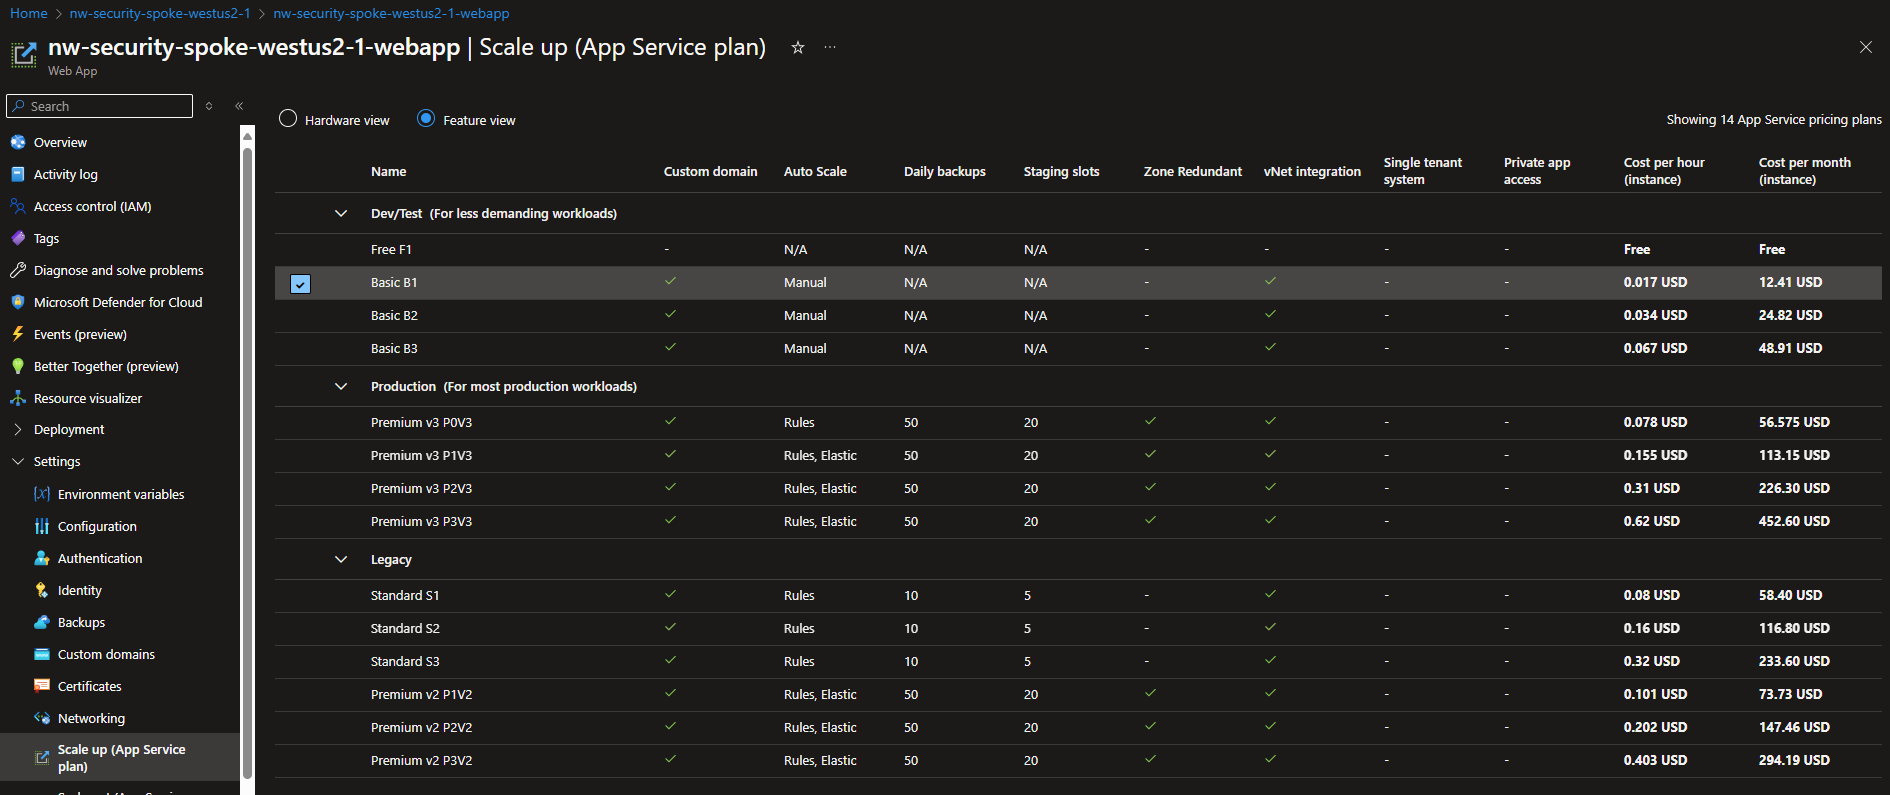 Home > nw-security-spoke-westus2-1 > nw-security-spoke-westus2-1-webapp
nw-security-spoke-westus2-1-webapp | Scale up (App Service plan)
Web App
Search
Overview
Activity log
Access control (IAM)
Tags
Diagnose and solve problems
Microsoft Defender for Cloud
Events (preview)
Better Together (preview)
Resource visualizer
Deployment
Settings
Environment variables
Configuration
Authentication
Identity
Backups
Custom domains
Certificates
Networking
Scale up (App Service
plan)
Hardware view Feature view Showing 14 App Service pricing plans
Name Custom domain Auto Scale Daily backups Staging slots Zone Redundant vNet integration Single tenant system Private app access Cost per hour (instance) Cost per month (instance)
Dev/Test (For less demanding workloads)
Free F1 - N/A N/A N/A - - - - Free Free
Basic B1 ✓ Manual N/A N/A - ✓ - - 0.017 USD 12.41 USD
Basic B2 ✓ Manual N/A N/A - ✓ - - 0.034 USD 24.82 USD
Basic B3 ✓ Manual N/A N/A - ✓ - - 0.067 USD 48.91 USD
Production (For most production workloads)
Premium v3 P0V3 ✓ Rules 50 20 ✓ ✓ - - 0.078 USD 56.575 USD
Premium v3 P1V3 ✓ Rules, Elastic 50 20 ✓ ✓ - - 0.155 USD 113.15 USD
Premium v3 P2V3 ✓ Rules, Elastic 50 20 ✓ ✓ - - 0.31 USD 226.30 USD
Premium v3 P3V3 ✓ Rules, Elastic 50 20 ✓ ✓ - - 0.62 USD 452.60 USD
Legacy
Standard S1 ✓ Rules 10 5 - ✓ - - 0.08 USD 58.40 USD
Standard S2 ✓ Rules 10 5 - ✓ - - 0.16 USD 116.80 USD
Standard S3 ✓ Rules 10 5 - ✓ - - 0.32 USD 233.60 USD
Premium v2 P1V2 ✓ Rules, Elastic 50 20 ✓ ✓ - - 0.101 USD 73.73 USD
Premium v2 P2V2 ✓ Rules, Elastic 50 20 ✓ ✓ - - 0.202 USD 147.46 USD
Premium v2 P3V2 ✓ Rules, Elastic 50 20 ✓ ✓ - - 0.403 USD 294.19 USD